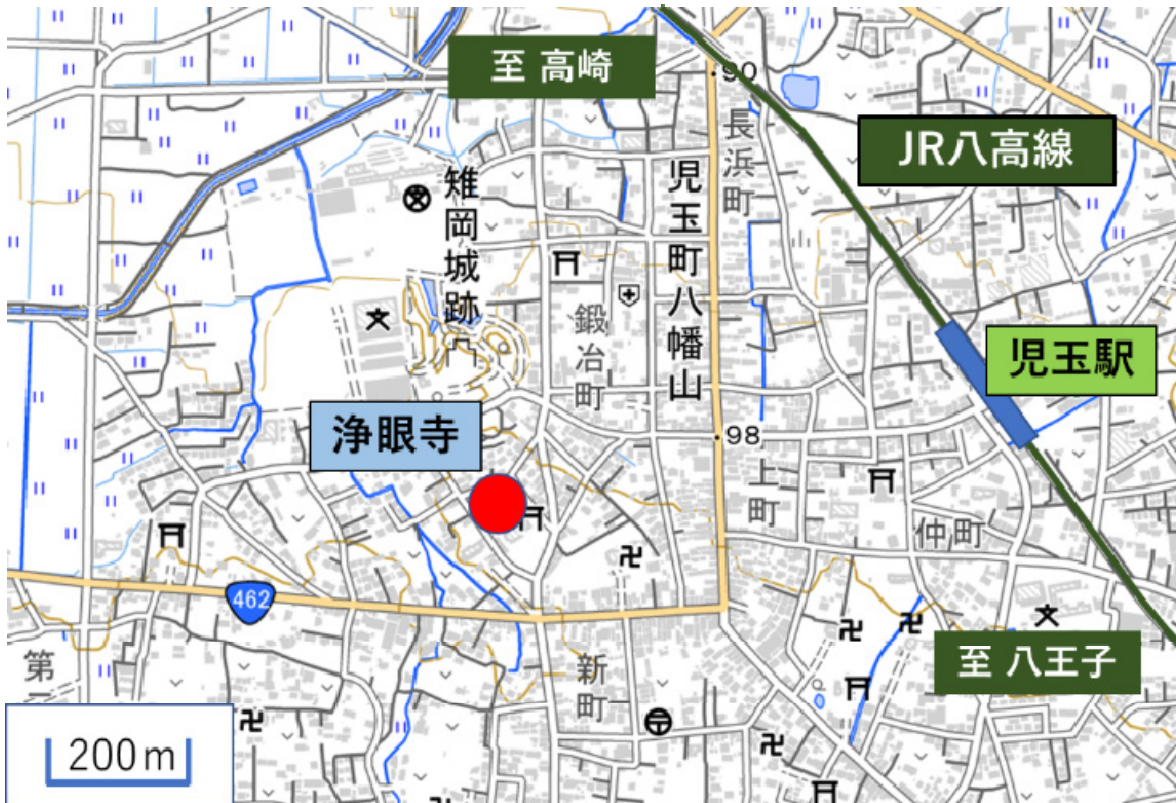 至 高崎
90
JR八高線
長浜町
雉岡城跡
児玉町八幡山
鍛冶町
児玉駅
浄眼寺
98
上町
仲町
462
至 八王子
第一
新町
200m